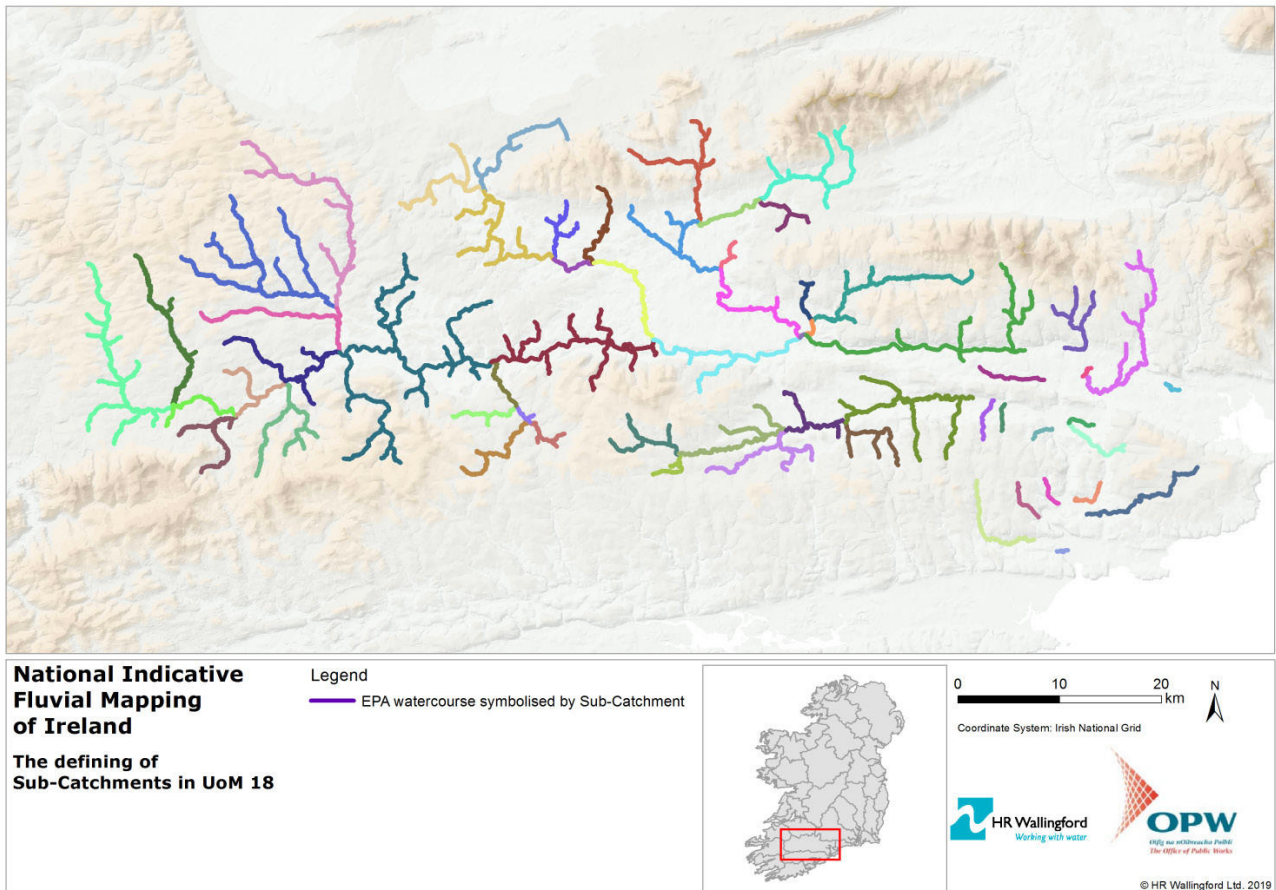 National Indicative
Fluvial Mapping
of Ireland
The defining of
Sub-Catchments in UoM 18
Legend
EPA watercourse symbolised by Sub-Catchment
0 10 20
km
N
Coordinate System: Irish National Grid
HR Wallingford
Working with water
OPW
Oifig na nOibreacha Poiblí
The Office of Public Works
© HR Wallingford Ltd. 2019